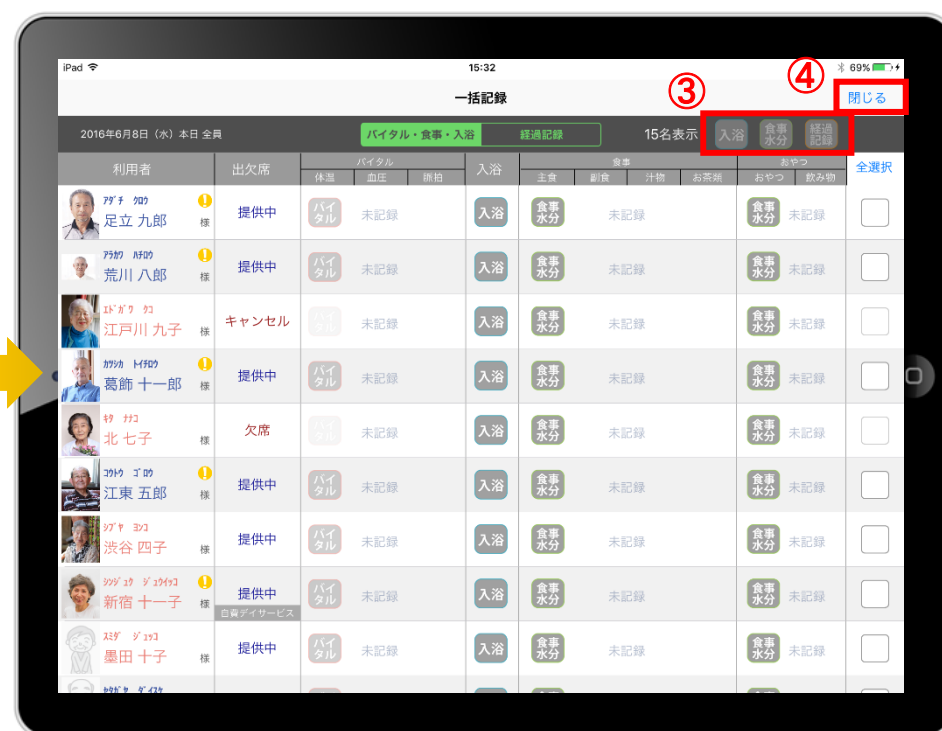 iPad 15:32 69%
③ ④
一括記録 閉じる
2016年6月8日（水）本日 全員 バイタル・食事・入浴 経過記録 15名表示 入浴 食事水分 経過記録
利用者 出欠席 バイタル 入浴 食事 おやつ 全選択
体温 血圧 脈拍 主食 副食 汁物 お茶類 おやつ 飲み物
ｱﾀﾞﾁ ｸﾛｳ
足立 九郎 様 提供中 バイタル 未記録 入浴 食事水分 未記録 食事水分 未記録
ｱﾗｶﾜ ﾊﾁﾛｳ
荒川 八郎 様 提供中 バイタル 未記録 入浴 食事水分 未記録 食事水分 未記録
ｴﾄﾞｶﾞﾜ ｸｺ
江戸川 九子 様 キャンセル バイタル 未記録 入浴 食事水分 未記録 食事水分 未記録
ｶﾂｼｶ ﾄｲﾁﾛｳ
葛飾 十一郎 様 提供中 バイタル 未記録 入浴 食事水分 未記録 食事水分 未記録
ｷﾀ ﾅﾅｺ
北 七子 様 欠席 バイタル 未記録 入浴 食事水分 未記録 食事水分 未記録
ｺｳﾄｳ ｺﾞﾛｳ
江東 五郎 様 提供中 バイタル 未記録 入浴 食事水分 未記録 食事水分 未記録
ｼﾌﾞﾔ ﾖﾝｺ
渋谷 四子 様 提供中 バイタル 未記録 入浴 食事水分 未記録 食事水分 未記録
ｼﾝｼﾞｭｸ ｼﾞｭｳｲｯｺ
新宿 十一子 様 提供中 バイタル 未記録 入浴 食事水分 未記録 食事水分 未記録
自費デイサービス
ｽﾐﾀﾞ ｼﾞｭｯｺ
墨田 十子 様 提供中 バイタル 未記録 入浴 食事水分 未記録 食事水分 未記録